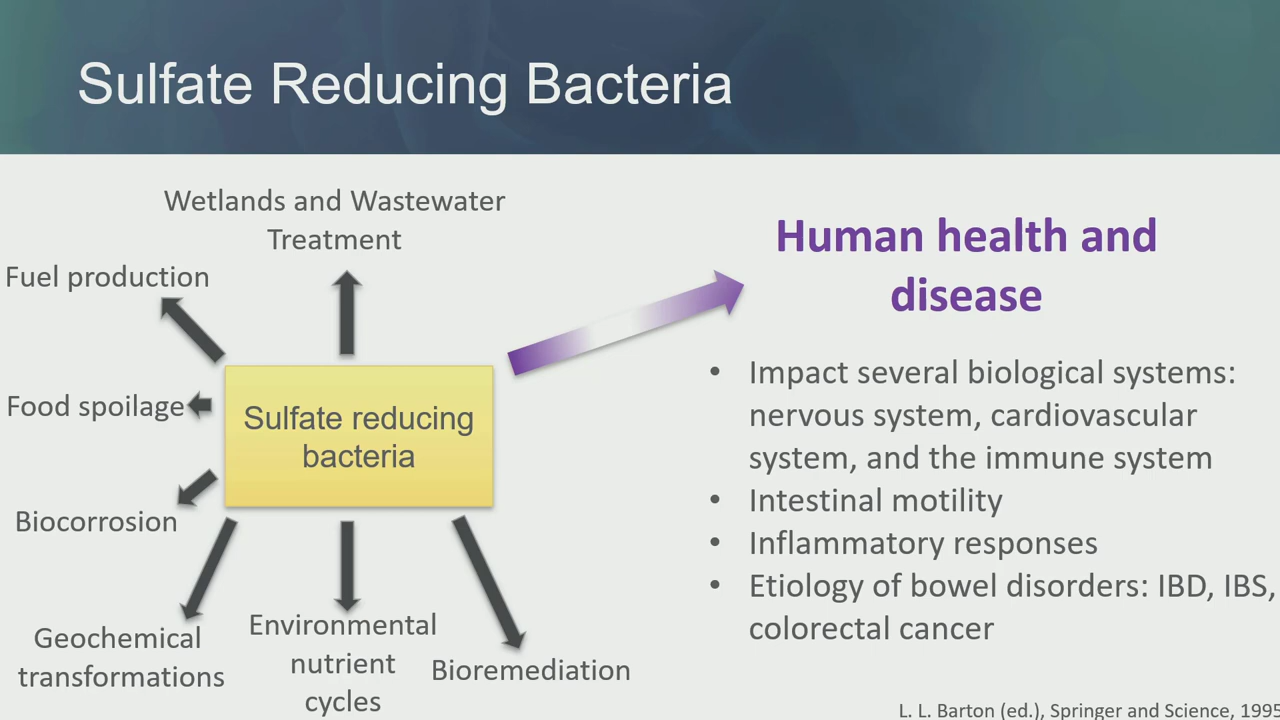 Sulfate Reducing Bacteria
Wetlands and Wastewater
Treatment
Fuel production
Food spoilage
Sulfate reducing
bacteria
Biocorrosion
Geochemical
transformations
Environmental
nutrient
cycles
Bioremediation
Human health and
disease
• Impact several biological systems:
nervous system, cardiovascular
system, and the immune system
• Intestinal motility
• Inflammatory responses
• Etiology of bowel disorders: IBD, IBS,
colorectal cancer
L. L. Barton (ed.), Springer and Science, 1995